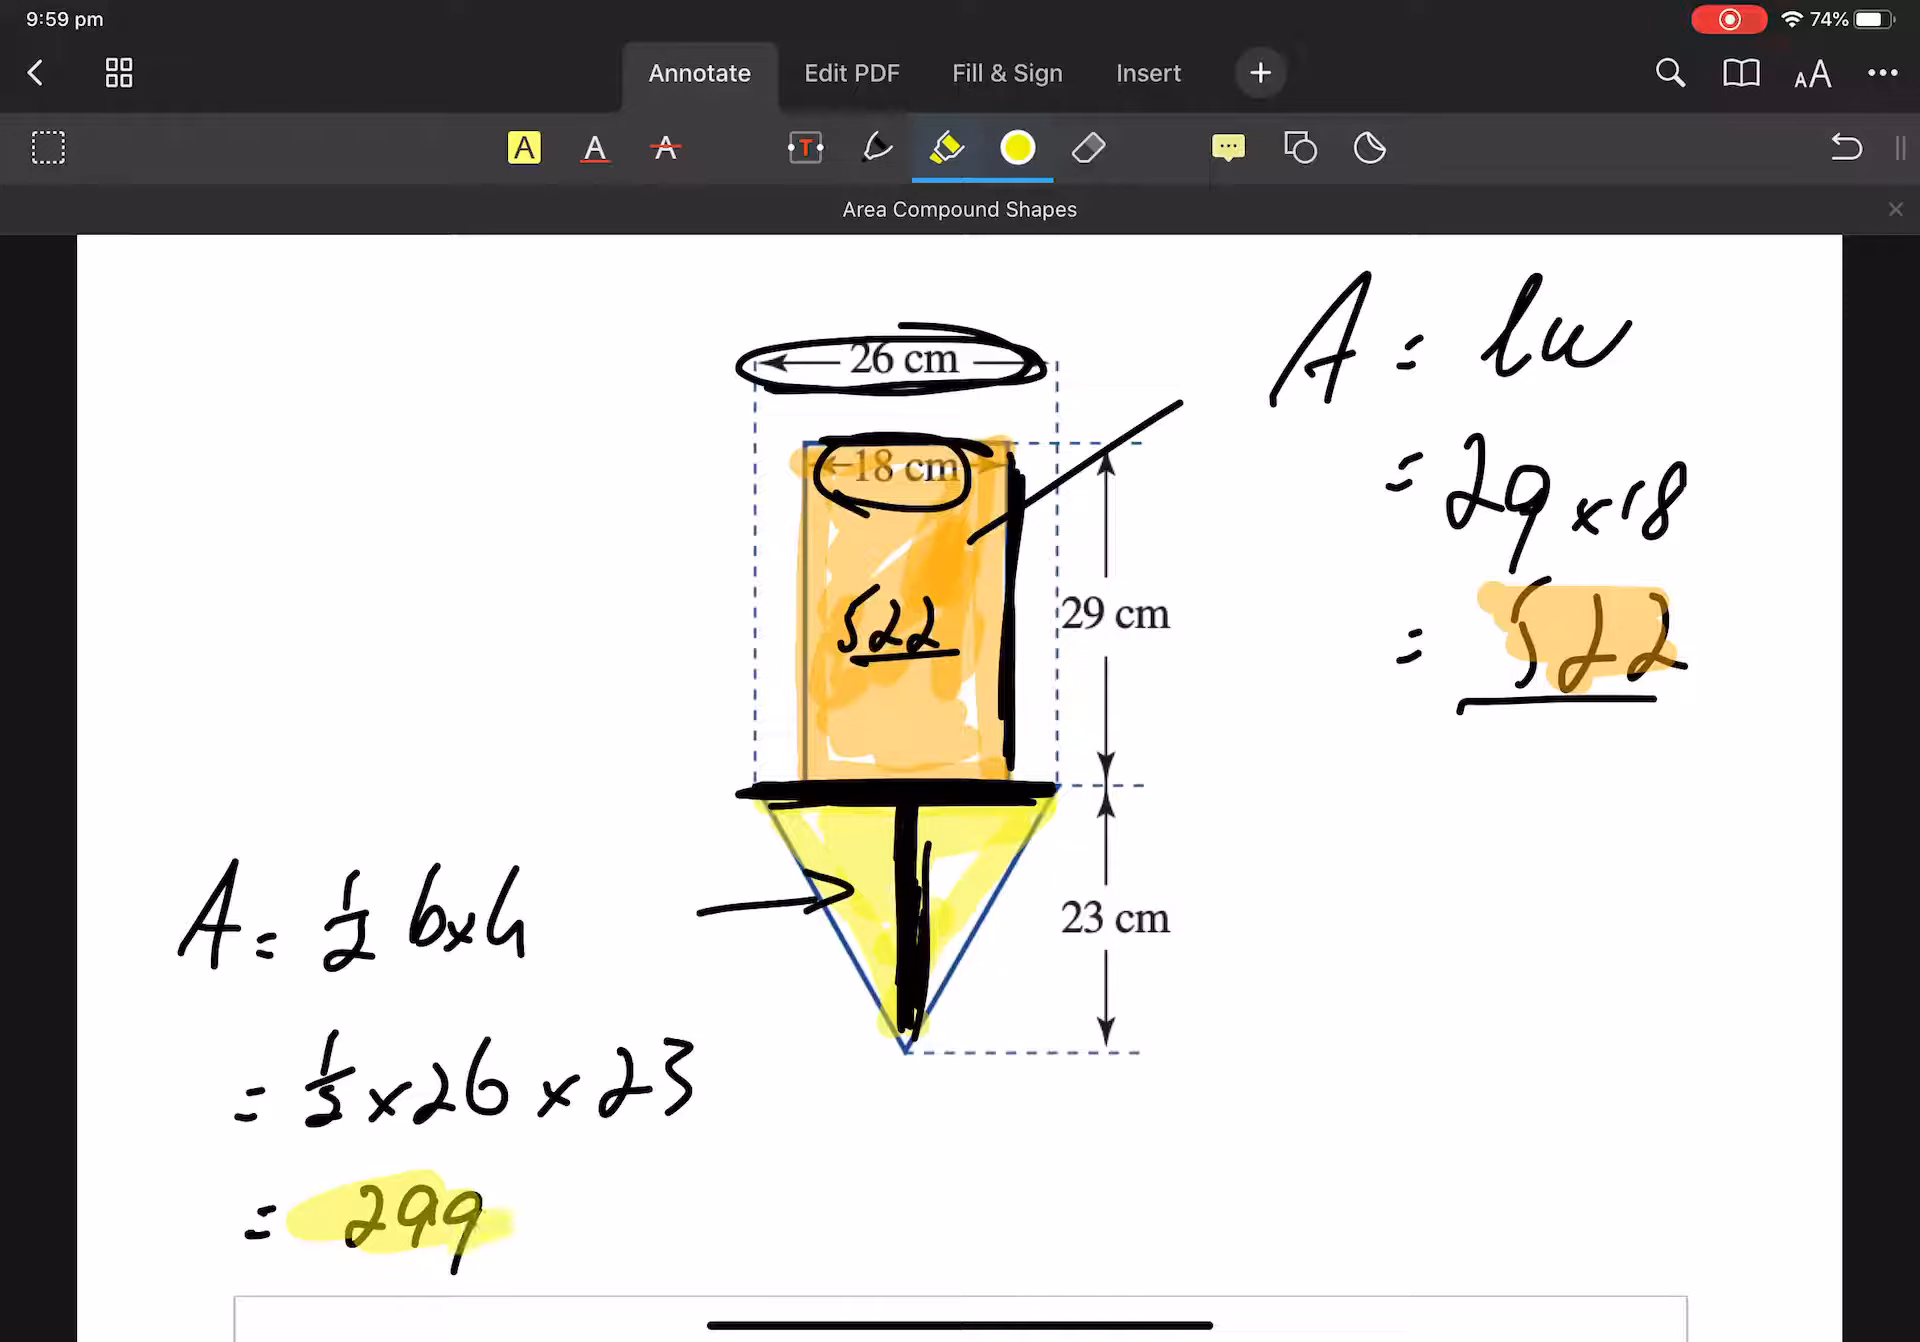 9:59 pm
74%
Annotate
Edit PDF
Fill & Sign
Insert
A A A T AA
Area Compound Shapes
26 cm
18 cm
29 cm
23 cm
522
A = lw
= 29 x 18
= 522
A = 1/2 b x h
= 1/2 x 26 x 23
= 299